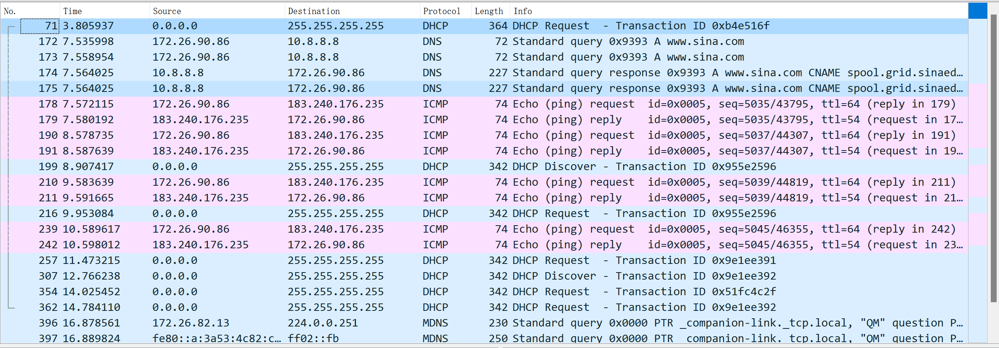 No. Time Source Destination Protocol Length Info
71 3.805937 0.0.0.0 255.255.255.255 DHCP 364 DHCP Request - Transaction ID 0xb4e516f
172 7.535998 172.26.90.86 10.8.8.8 DNS 72 Standard query 0x9393 A www.sina.com
173 7.558954 172.26.90.86 10.8.8.8 DNS 72 Standard query 0x9393 A www.sina.com
174 7.564025 10.8.8.8 172.26.90.86 DNS 227 Standard query response 0x9393 A www.sina.com CNAME spool.grid.sinaed…
175 7.564025 10.8.8.8 172.26.90.86 DNS 227 Standard query response 0x9393 A www.sina.com CNAME spool.grid.sinaed…
178 7.572115 172.26.90.86 183.240.176.235 ICMP 74 Echo (ping) request id=0x0005, seq=5035/43795, ttl=64 (reply in 179)
179 7.580192 183.240.176.235 172.26.90.86 ICMP 74 Echo (ping) reply id=0x0005, seq=5035/43795, ttl=54 (request in 17…
190 8.578735 172.26.90.86 183.240.176.235 ICMP 74 Echo (ping) request id=0x0005, seq=5037/44307, ttl=64 (reply in 191)
191 8.587639 183.240.176.235 172.26.90.86 ICMP 74 Echo (ping) reply id=0x0005, seq=5037/44307, ttl=54 (request in 19…
199 8.907417 0.0.0.0 255.255.255.255 DHCP 342 DHCP Discover - Transaction ID 0x955e2596
210 9.583639 172.26.90.86 183.240.176.235 ICMP 74 Echo (ping) request id=0x0005, seq=5039/44819, ttl=64 (reply in 211)
211 9.591665 183.240.176.235 172.26.90.86 ICMP 74 Echo (ping) reply id=0x0005, seq=5039/44819, ttl=54 (request in 21…
216 9.953084 0.0.0.0 255.255.255.255 DHCP 342 DHCP Request - Transaction ID 0x955e2596
239 10.589617 172.26.90.86 183.240.176.235 ICMP 74 Echo (ping) request id=0x0005, seq=5045/46355, ttl=64 (reply in 242)
242 10.598012 183.240.176.235 172.26.90.86 ICMP 74 Echo (ping) reply id=0x0005, seq=5045/46355, ttl=54 (request in 23…
257 11.473215 0.0.0.0 255.255.255.255 DHCP 342 DHCP Request - Transaction ID 0x9e1ee391
307 12.766238 0.0.0.0 255.255.255.255 DHCP 342 DHCP Discover - Transaction ID 0x9e1ee392
354 14.025452 0.0.0.0 255.255.255.255 DHCP 342 DHCP Request - Transaction ID 0x51fc4c2f
362 14.784110 0.0.0.0 255.255.255.255 DHCP 342 DHCP Request - Transaction ID 0x9e1ee392
396 16.878561 172.26.82.13 224.0.0.251 MDNS 230 Standard query 0x0000 PTR _companion-link._tcp.local, "QM" question P…
397 16.889824 fe80::a:3a53:4c82:c… ff02::fb MDNS 250 Standard query 0x0000 PTR _companion-link._tcp.local, "QM" question P…